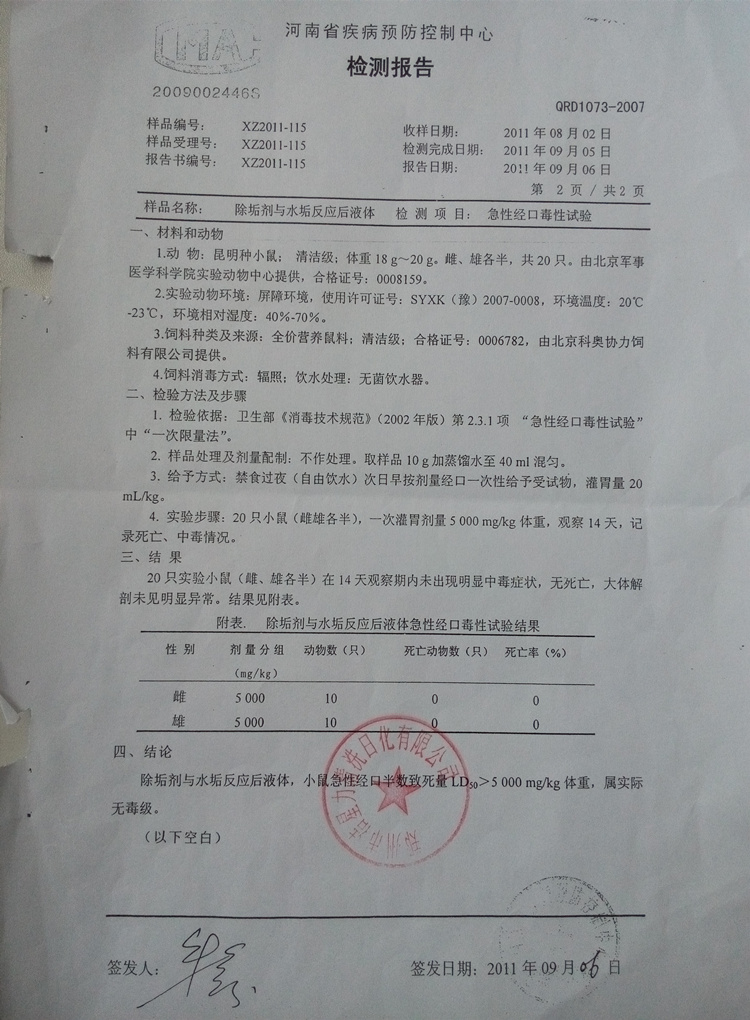 河南省疾病预防控制中心
检测报告
2009002446S
QRD1073-2007
样品编号： XZ2011-115 收样日期： 2011 年 08 月 02 日
样品受理号： XZ2011-115 检测完成日期： 2011 年 09 月 05 日
报告书编号： XZ2011-115 报告日期： 2011 年 09 月 06 日
第 2 页 / 共 2 页
样品名称： 除垢剂与水垢反应后液体 检 测 项 目： 急性经口毒性试验
一、材料和动物
1.动 物：昆明种小鼠； 清洁级；体重 18 g～20 g。雌、雄各半，共 20 只。由北京军事
医学科学院实验动物中心提供，合格证号：0008159。
2.实验动物环境：屏障环境，使用许可证号：SYXK（豫）2007-0008，环境温度：20℃
-23℃，环境相对湿度：40%-70%。
3.饲料种类及来源：全价营养鼠料；清洁级；合格证号：0006782，由北京科奥协力饲
料有限公司提供。
4.饲料消毒方式：辐照；饮水处理：无菌饮水器。
二、检验方法及步骤
1. 检验依据：卫生部《消毒技术规范》（2002 年版）第 2.3.1 项 “急性经口毒性试验”
中“一次限量法”。
2. 样品处理及剂量配制：不作处理。取样品 10 g 加蒸馏水至 40 ml 混匀。
3. 给予方式：禁食过夜（自由饮水）次日早按剂量经口一次性给予受试物，灌胃量 20
mL/kg。
4. 实验步骤：20 只小鼠（雌雄各半），一次灌胃剂量 5 000 mg/kg 体重，观察 14 天，记
录死亡、中毒情况。
三、结 果
20 只实验小鼠（雌、雄各半）在 14 天观察期内未出现明显中毒症状，无死亡，大体解
剖未见明显异常。结果见附表。
附表. 除垢剂与水垢反应后液体急性经口毒性试验结果
性 别 剂 量 分 组 动物数（只） 死亡动物数（只） 死亡率（%）
（mg/kg）
雌 5 000 10 0 0
雄 5 000 10 0 0
四、结论
除垢剂与水垢反应后液体，小鼠急性经口半数致死量 LD₅₀＞5 000 mg/kg 体重，属实际
无毒级。
（以下空白）
签发人：
签发日期：2011 年 09 月 06 日